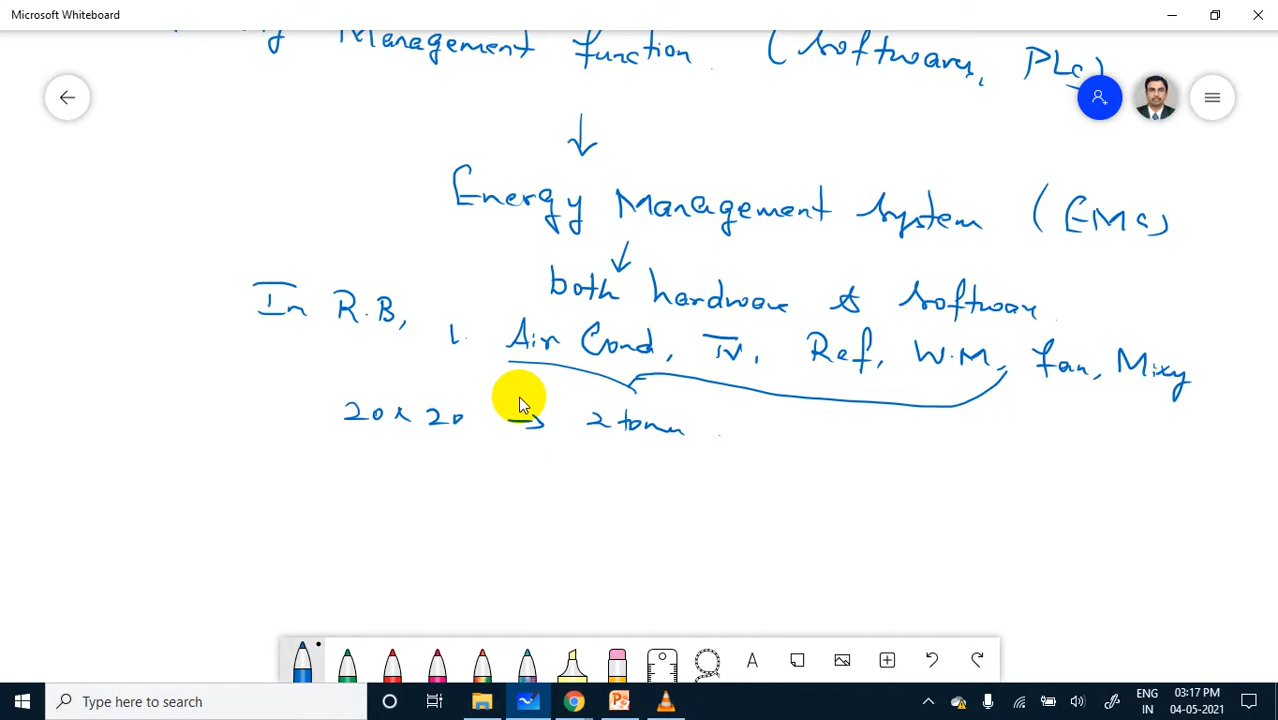 Microsoft Whiteboard
Management function (Software, PLC)
↓
Energy Management System (EMS)
↓
both hardware & Software
In R.B, 1. Air Cond, TV, Ref, W.M, Fan, Mixy
20 x 20 → 2 tonn
Type here to search
ENG
IN
03:17 PM
04-05-2021